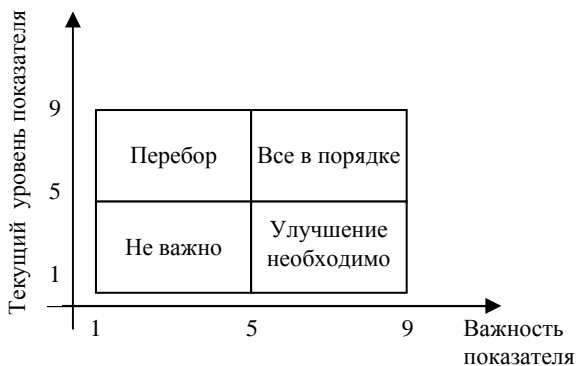 Текущий уровень показателя
9
Перебор
Все в порядке
5
Не важно
Улучшение
необходимо
1
1
5
9
Важность
показателя